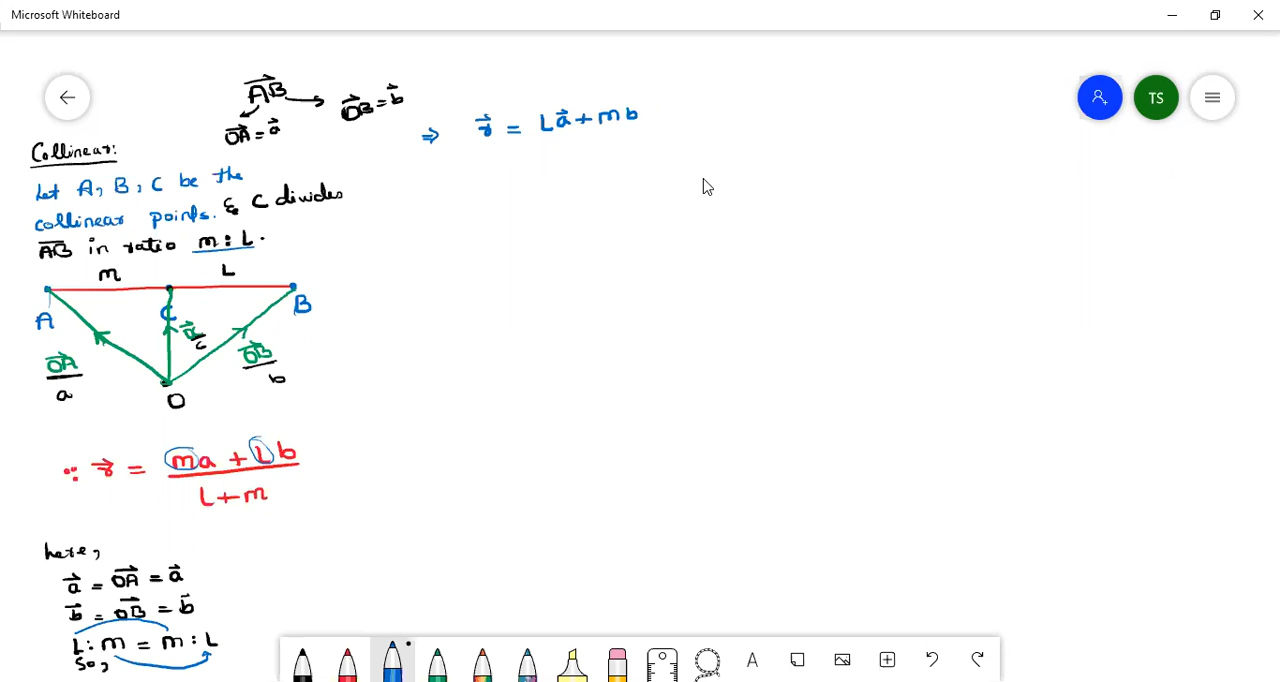 Microsoft Whiteboard
TS
AB
OA = a
OB = b
⇒ r = La + mb
Collinear:
Let A, B, C be the
collinear points. & C divides
AB in ratio m : L.
m L
A C B
OA
a
c
OB
b
O
∵ r = ma + Lb
L + m
here,
a = OA = a
b = OB = b
L : m = m : L
So,
A